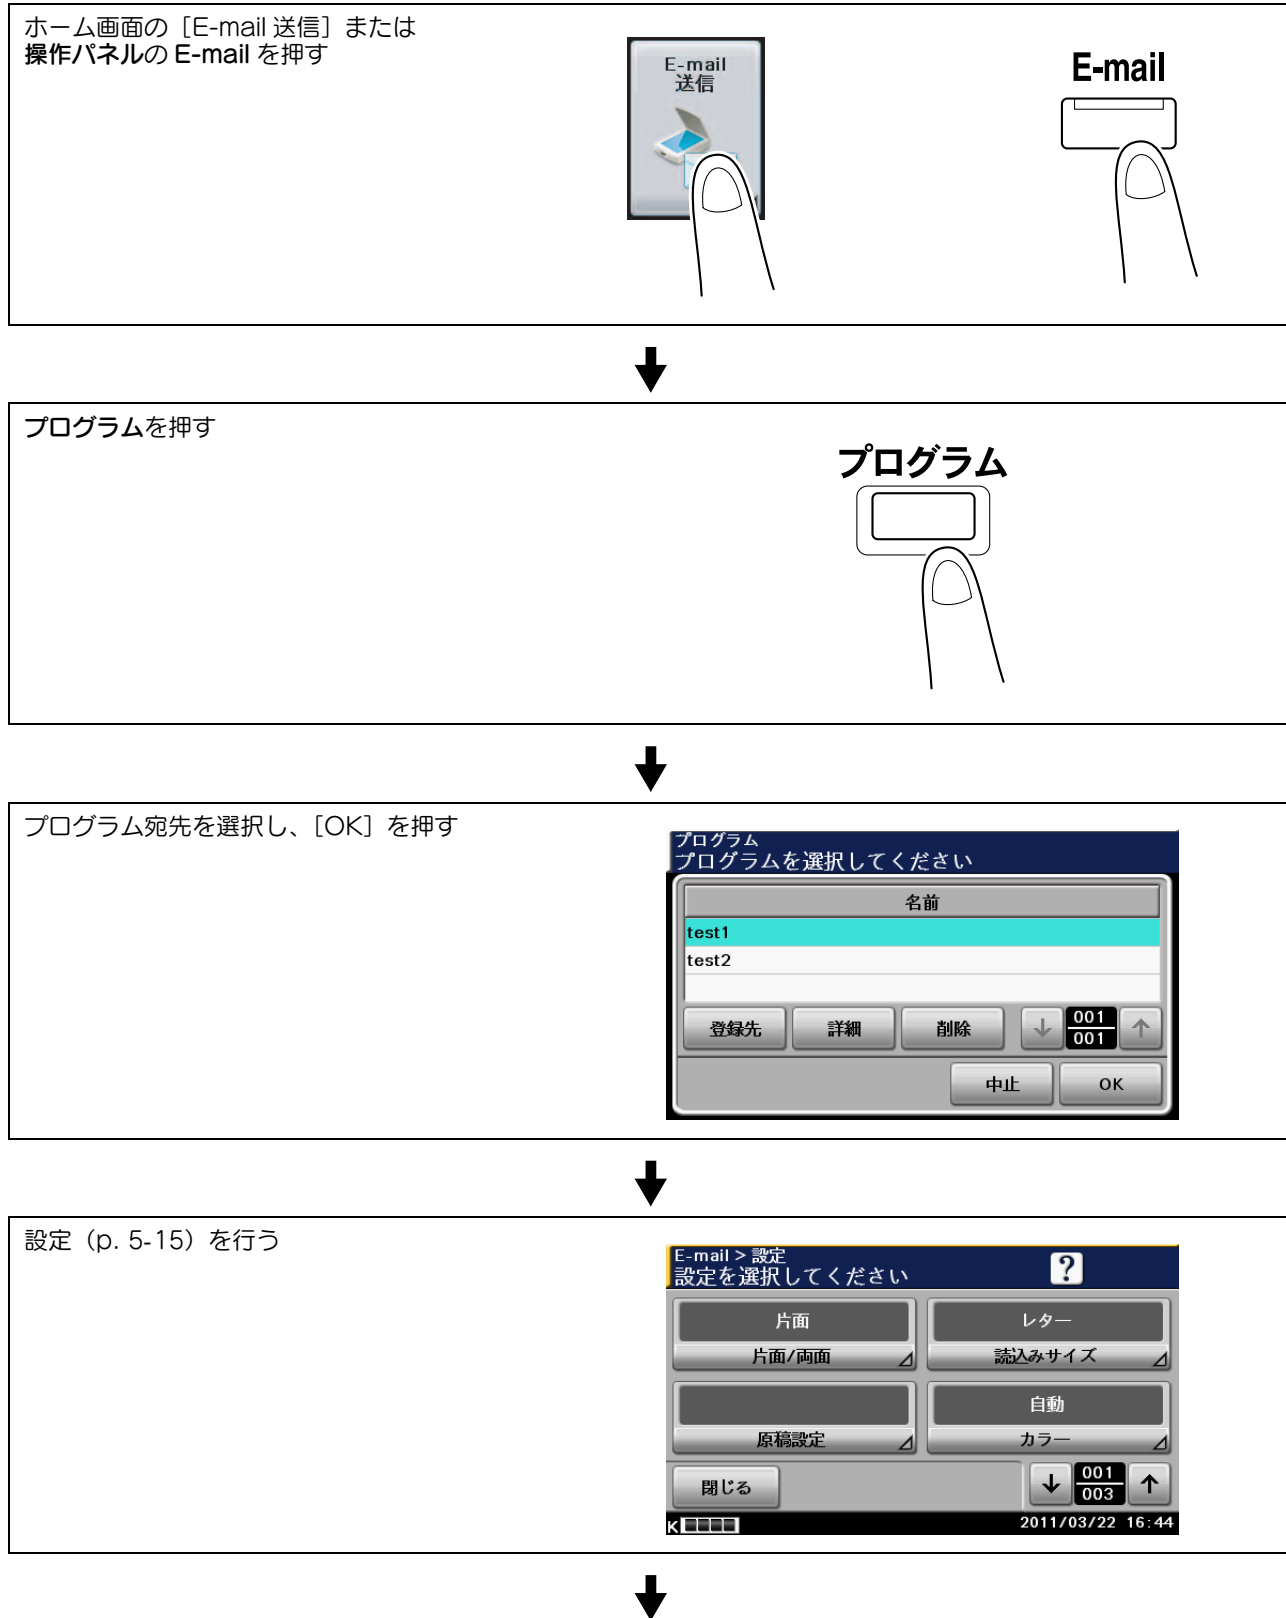 ホーム画面の［E-mail 送信］または
操作パネルの E-mail を押す
E-mail
送信
E-mail
プログラムを押す
プログラム
プログラム宛先を選択し、［OK］を押す
プログラム
プログラムを選択してください
名前
test1
test2
登録先 詳細 削除 ↓ 001 001 ↑
中止 OK
設定（p. 5-15）を行う
E-mail > 設定
設定を選択してください ?
片面 レター
片面/両面 読込みサイズ
自動
原稿設定 カラー
閉じる ↓ 001 003 ↑
K 2011/03/22 16:44